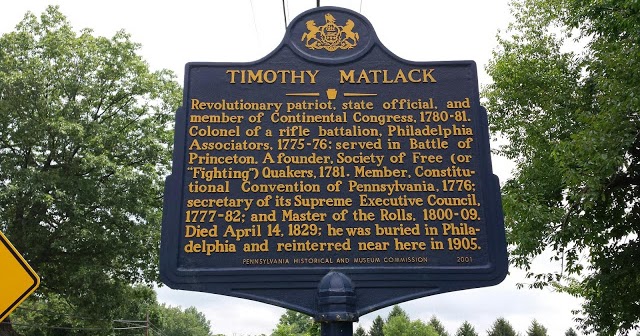 TIMOTHY MATLACK
Revolutionary patriot, state official, and
member of Continental Congress, 1780-81.
Colonel of a rifle battalion, Philadelphia
Associators, 1775-76; served in Battle of
Princeton. A founder, Society of Free (or
"Fighting") Quakers, 1781. Member, Constitu-
tional Convention of Pennsylvania, 1776;
secretary of its Supreme Executive Council,
1777-82; and Master of the Rolls, 1800-09.
Died April 14, 1829; he was buried in Phila-
delphia and reinterred near here in 1905.
PENNSYLVANIA HISTORICAL AND MUSEUM COMMISSION 2001